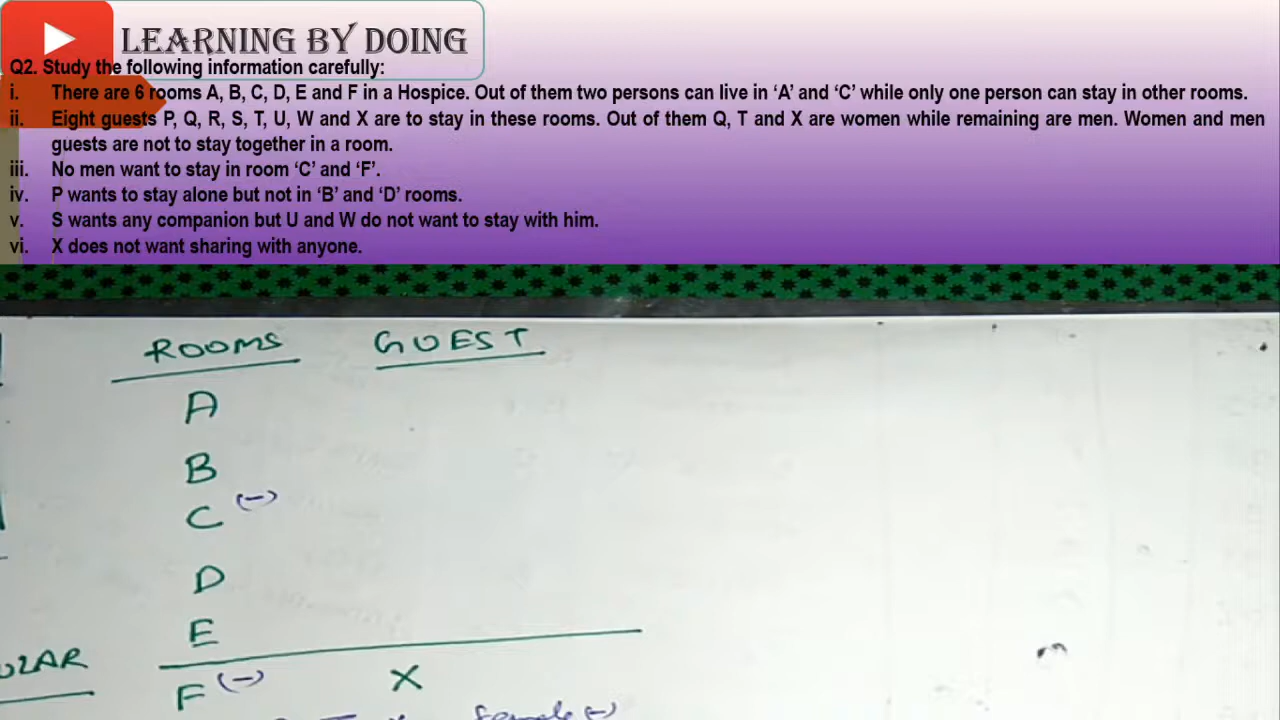 LEARNING BY DOING
Q2. Study the following information carefully:
i. There are 6 rooms A, B, C, D, E and F in a Hospice. Out of them two persons can live in ‘A’ and ‘C’ while only one person can stay in other rooms.
ii. Eight guests P, Q, R, S, T, U, W and X are to stay in these rooms. Out of them Q, T and X are women while remaining are men. Women and men
guests are not to stay together in a room.
iii. No men want to stay in room ‘C’ and ‘F’.
iv. P wants to stay alone but not in ‘B’ and ‘D’ rooms.
v. S wants any companion but U and W do not want to stay with him.
vi. X does not want sharing with anyone.
ROOMS GUEST
A
B
C (-)
D
E
ULAR
F (-) X
female (-)